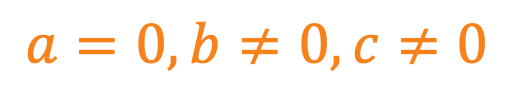 a = 0, b ≠ 0, c ≠ 0